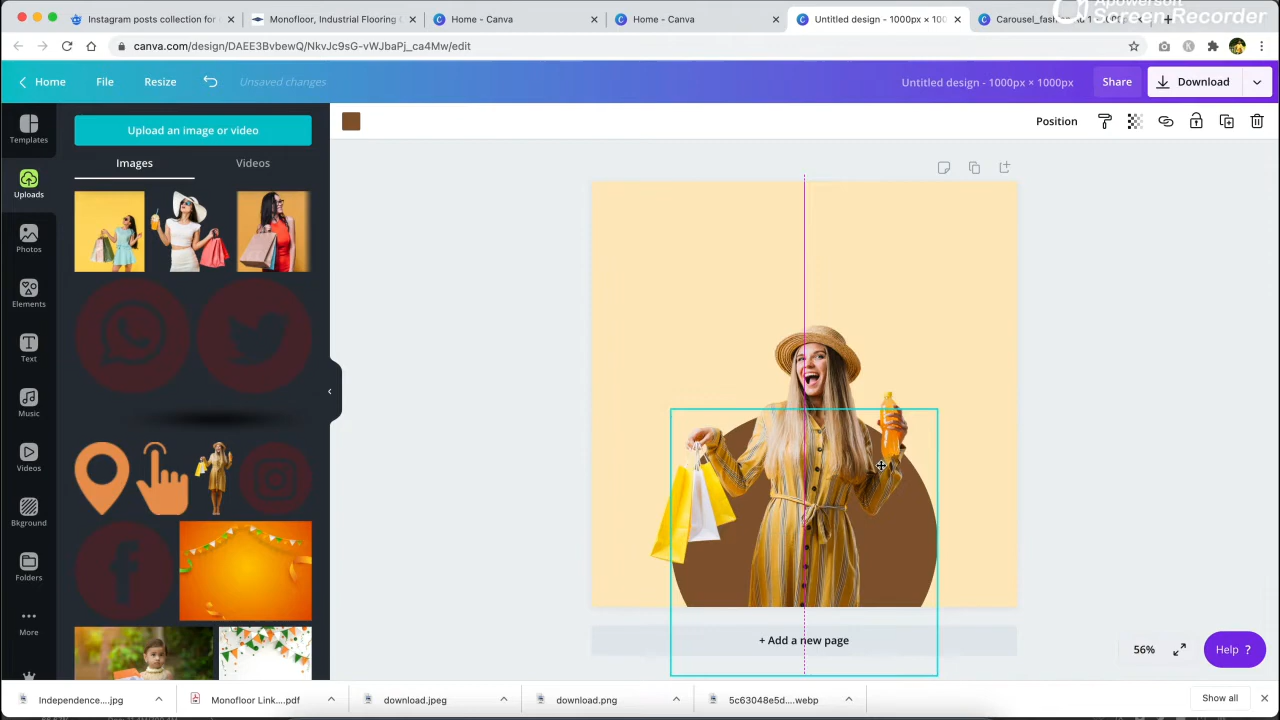 Apowersoft
Screen Recorder
Instagram posts collection for
Monofloor, Industrial Flooring
Home - Canva
Home - Canva
Untitled design - 1000px × 100
Carousel_fash
canva.com/design/DAEE3BvbewQ/NkvJc9sG-vWJbaPj_ca4Mw/edit
Home
File
Resize
Unsaved changes
Untitled design - 1000px × 1000px
Share
Download
Templates
Upload an image or video
Position
Images
Videos
Uploads
Photos
Elements
Text
Music
Videos
Bkground
Folders
More
+ Add a new page
56%
Help ?
Independence....jpg
Monofloor Link....pdf
download.jpeg
download.png
5c63048e5d....webp
Show all